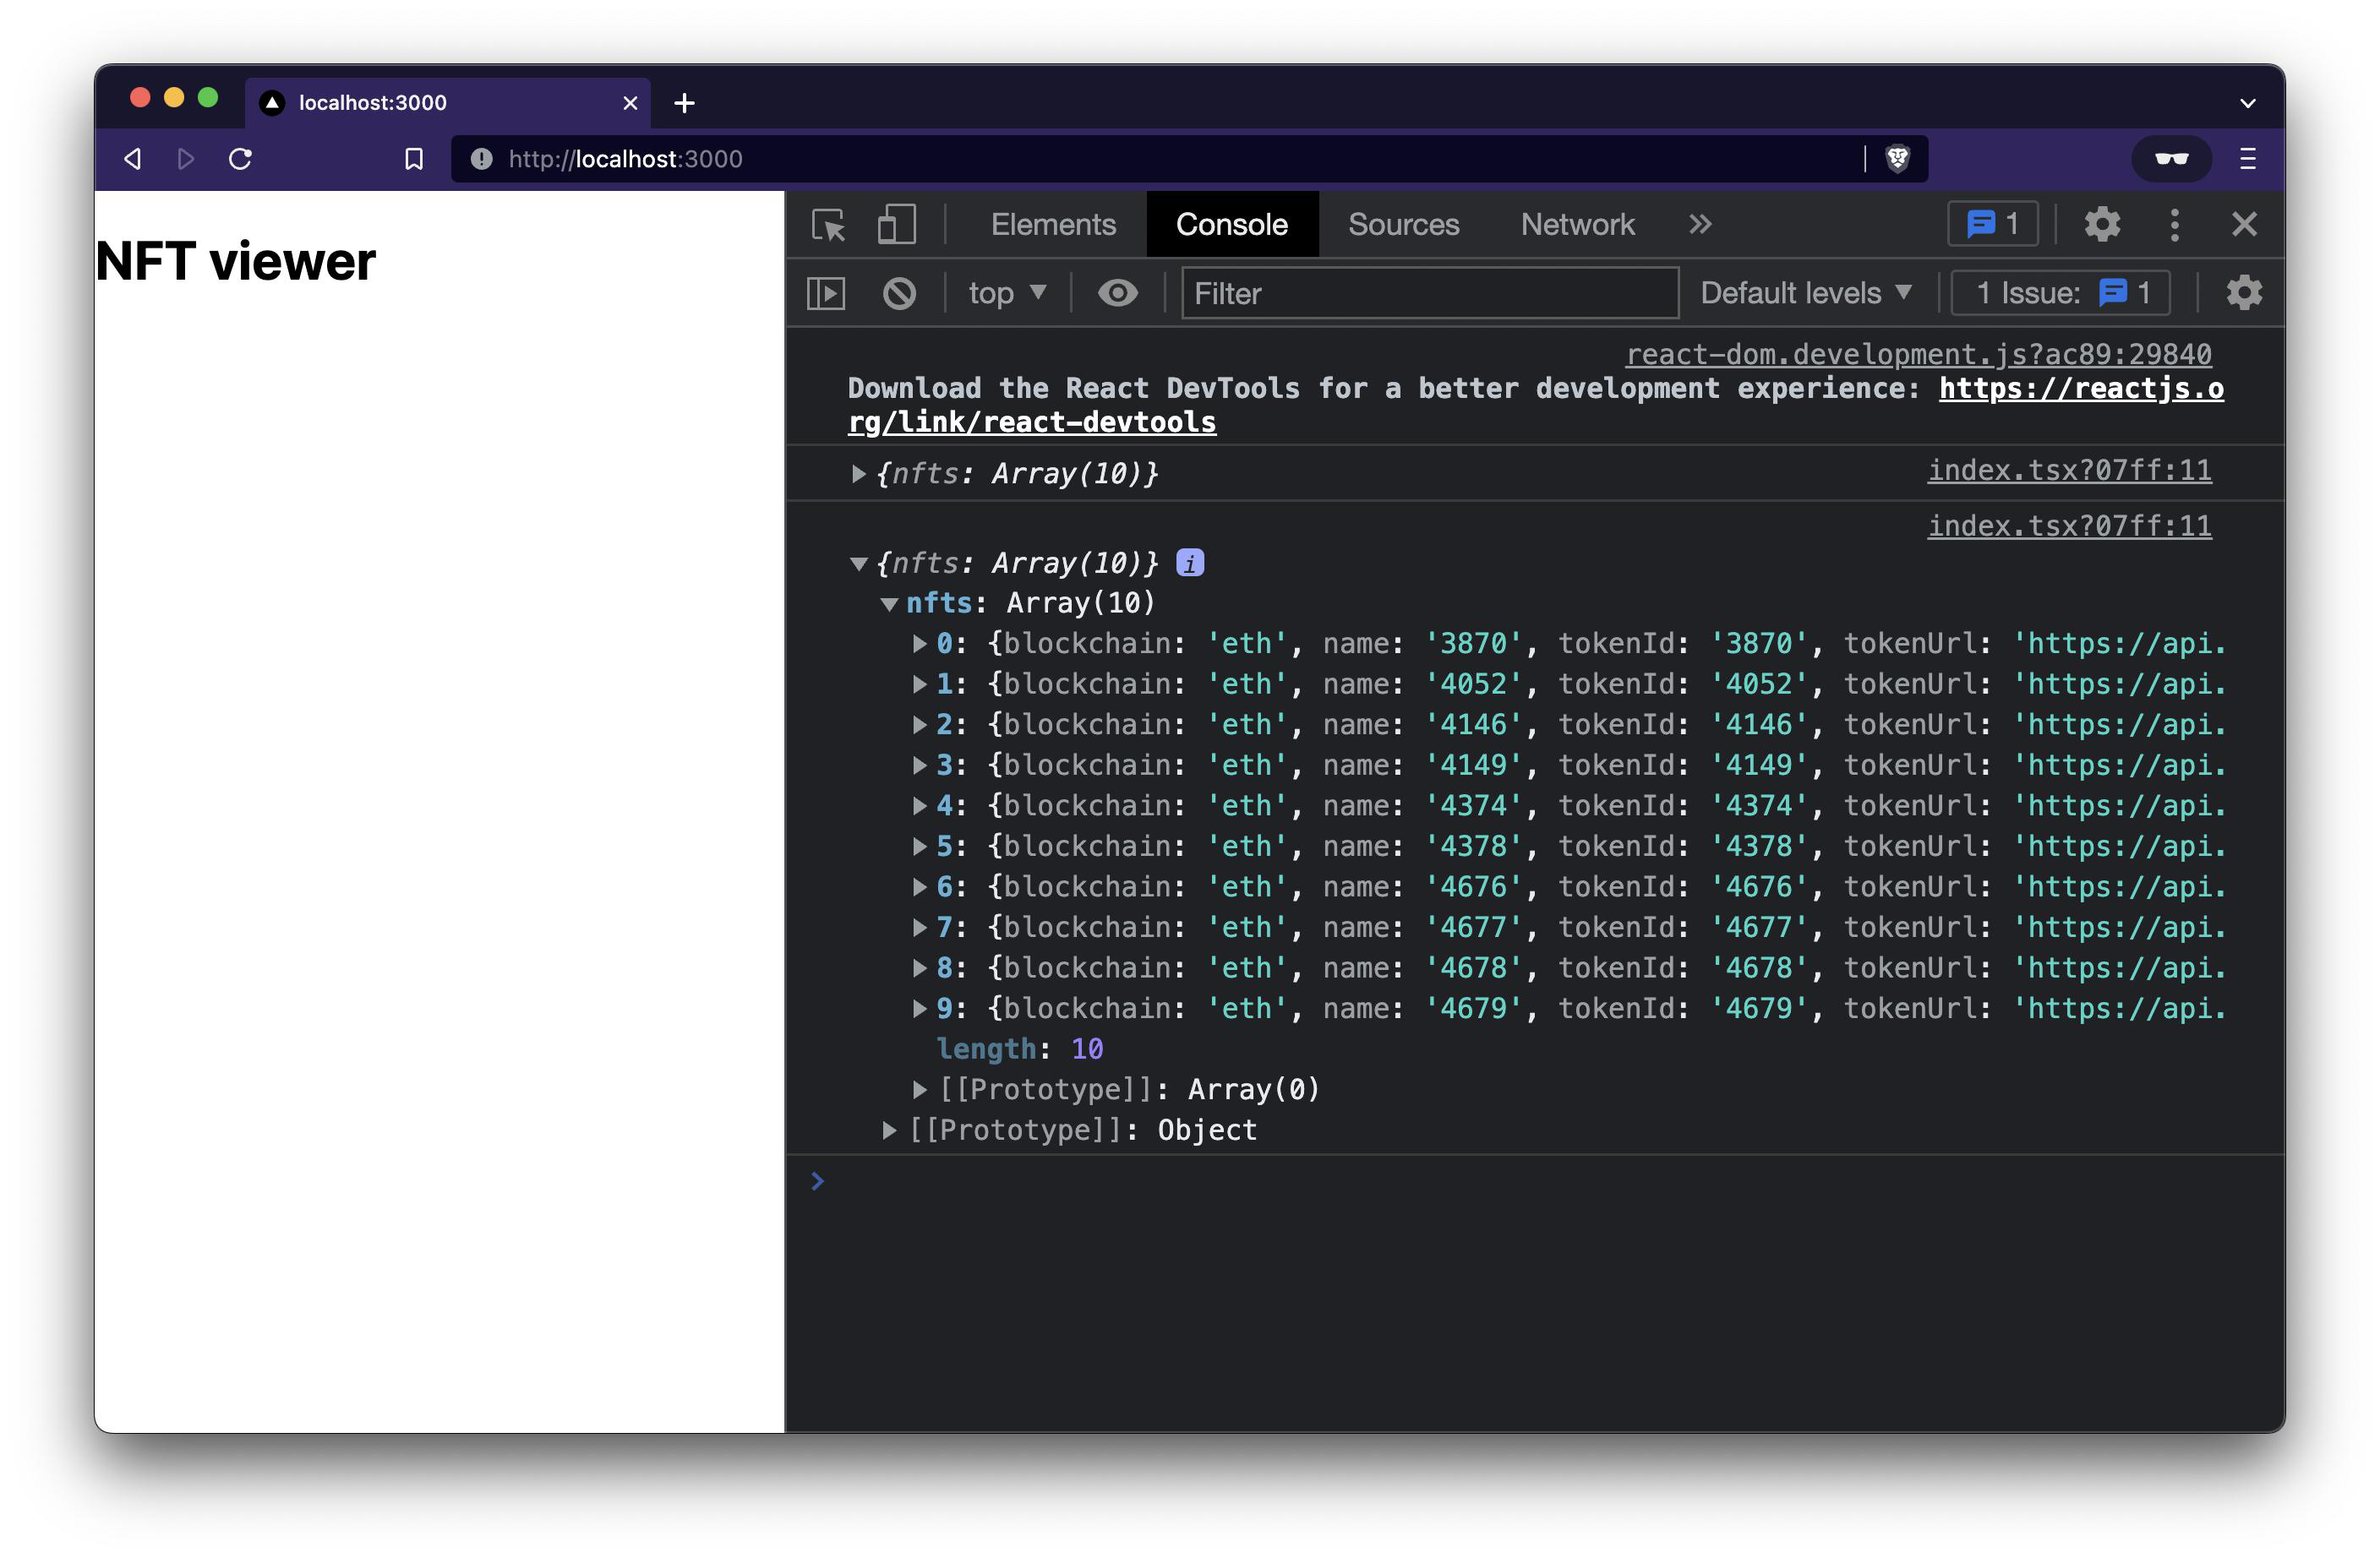 localhost:3000
http://localhost:3000
NFT viewer
Elements Console Sources Network 1
top Filter Default levels 1 Issue: 1
react-dom.development.js?ac89:29840
Download the React DevTools for a better development experience: https://reactjs.o
rg/link/react-devtools
{nfts: Array(10)} index.tsx?07ff:11
index.tsx?07ff:11
{nfts: Array(10)} i
nfts: Array(10)
0: {blockchain: 'eth', name: '3870', tokenId: '3870', tokenUrl: 'https://api.
1: {blockchain: 'eth', name: '4052', tokenId: '4052', tokenUrl: 'https://api.
2: {blockchain: 'eth', name: '4146', tokenId: '4146', tokenUrl: 'https://api.
3: {blockchain: 'eth', name: '4149', tokenId: '4149', tokenUrl: 'https://api.
4: {blockchain: 'eth', name: '4374', tokenId: '4374', tokenUrl: 'https://api.
5: {blockchain: 'eth', name: '4378', tokenId: '4378', tokenUrl: 'https://api.
6: {blockchain: 'eth', name: '4676', tokenId: '4676', tokenUrl: 'https://api.
7: {blockchain: 'eth', name: '4677', tokenId: '4677', tokenUrl: 'https://api.
8: {blockchain: 'eth', name: '4678', tokenId: '4678', tokenUrl: 'https://api.
9: {blockchain: 'eth', name: '4679', tokenId: '4679', tokenUrl: 'https://api.
length: 10
[[Prototype]]: Array(0)
[[Prototype]]: Object